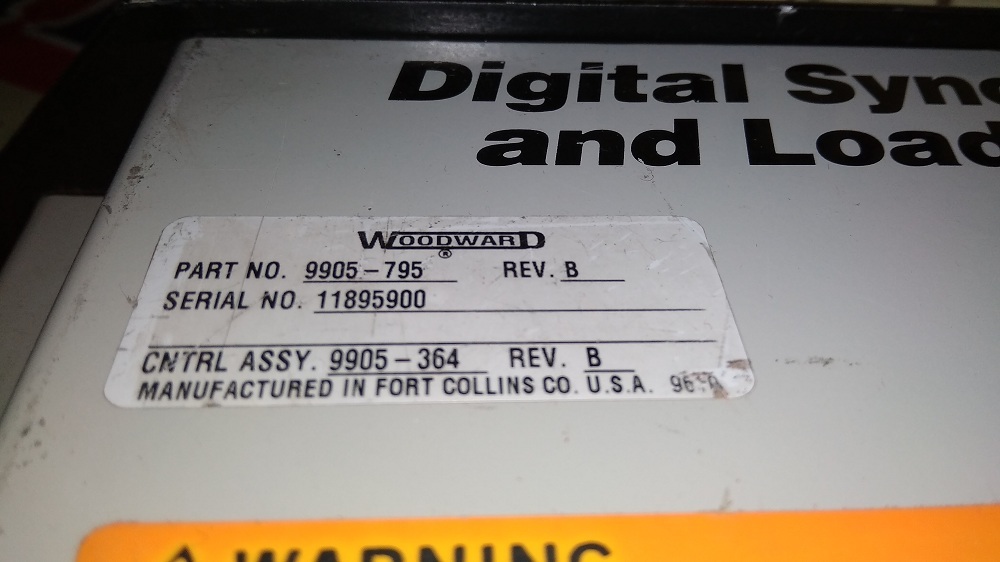 Digital Sync
and Load
WOODWARD
®
PART NO. 9905-795 REV. B
SERIAL NO. 11895900
CNTRL ASSY. 9905-364 REV. B
MANUFACTURED IN FORT COLLINS CO. U.S.A.
WARNING